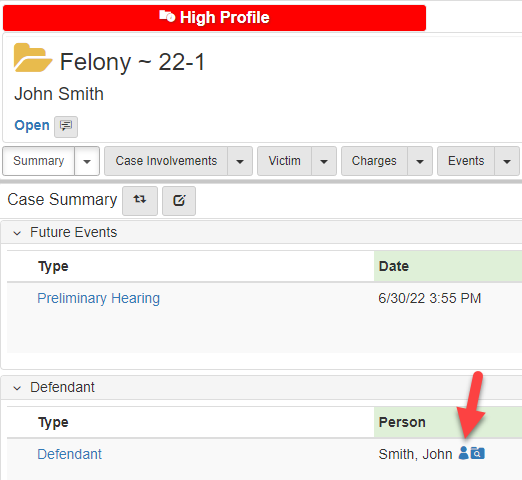 High Profile
Felony ~ 22-1
John Smith
Open
Summary Case Involvements Victim Charges Events
Case Summary
Future Events
Type Date
Preliminary Hearing 6/30/22 3:55 PM
Defendant
Type Person
Defendant Smith, John